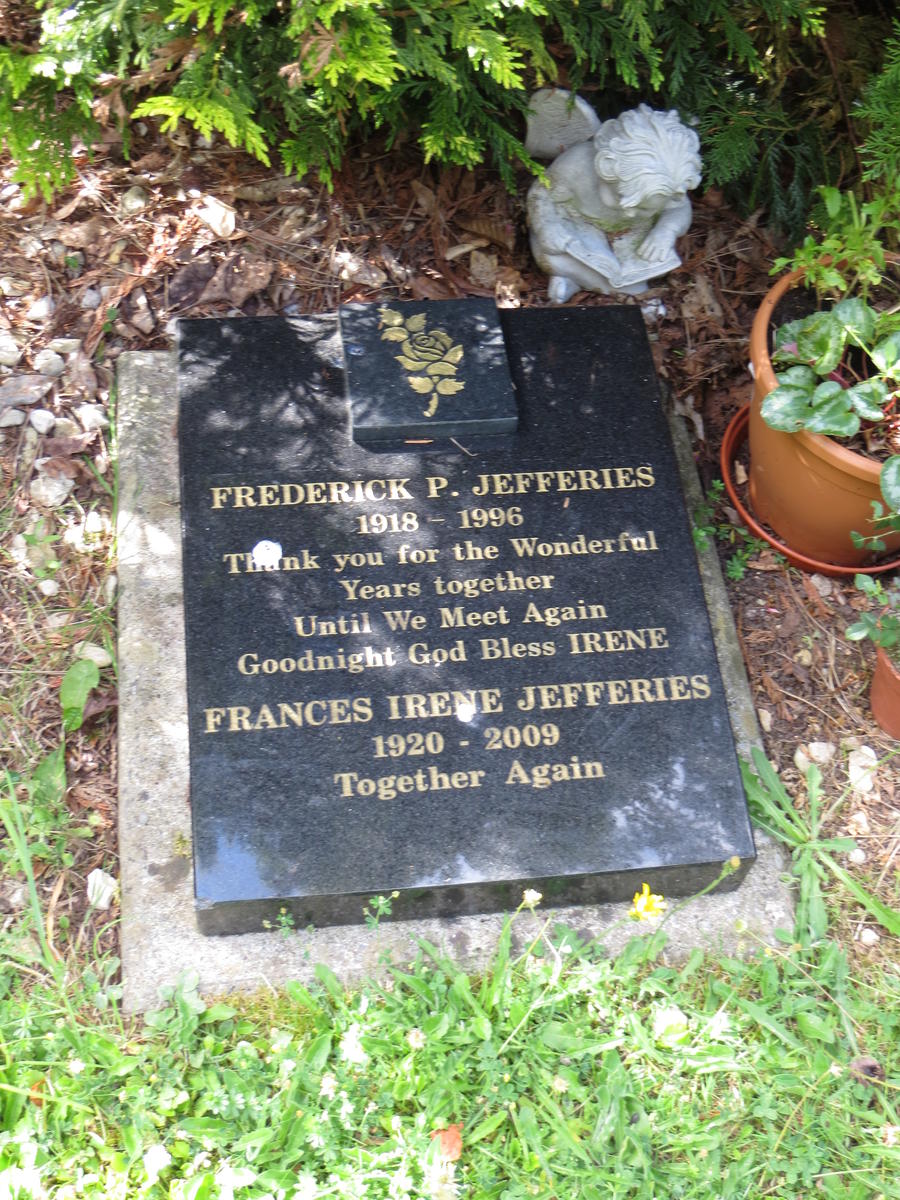 FREDERICK P. JEFFERIES
1918 - 1996
Thank you for the Wonderful
Years together
Until We Meet Again
Goodnight God Bless IRENE
FRANCES IRENE JEFFERIES
1920 - 2009
Together Again